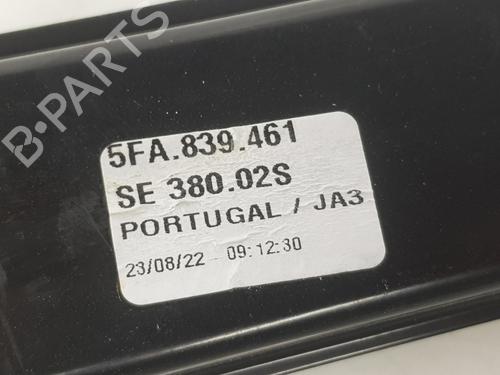 B-PARTS
5FA.839.461
SE 380.02S
PORTUGAL / JA3
23/08/22 - 09:12:30